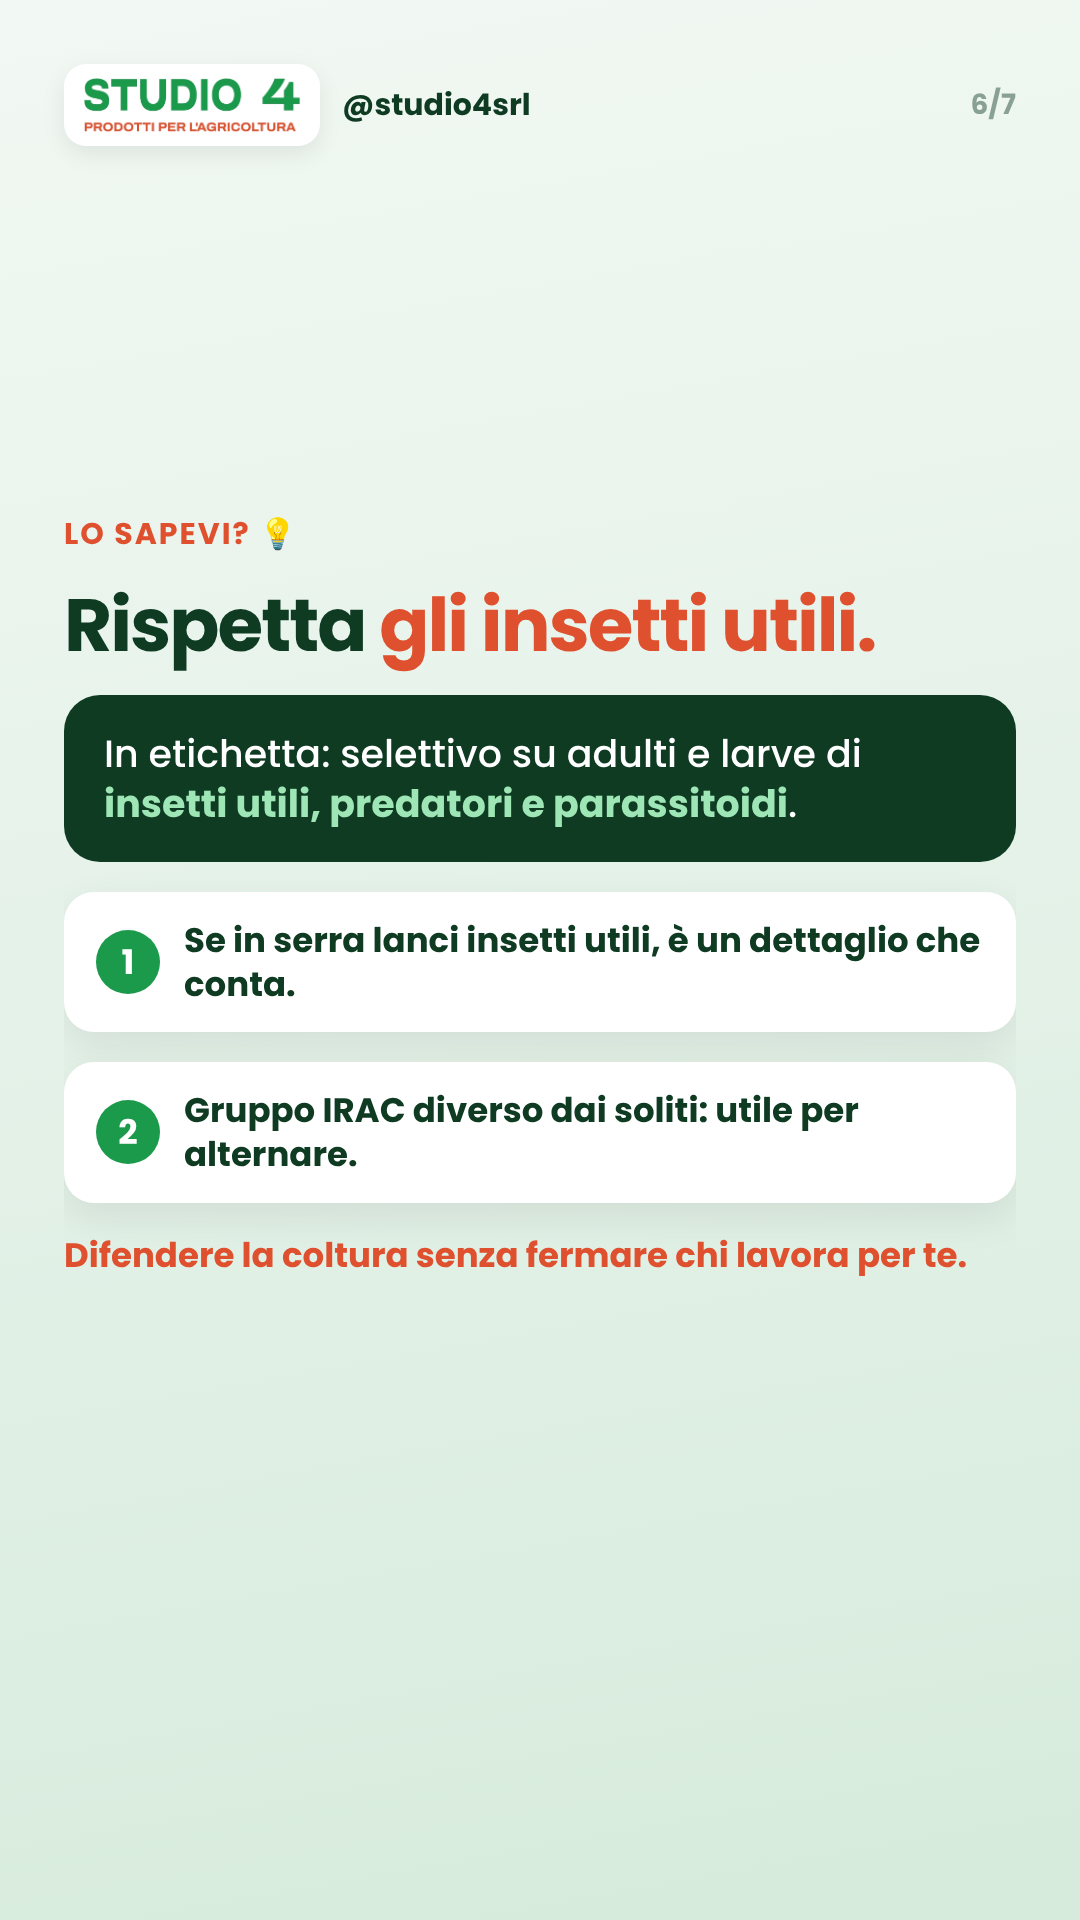 STUDIO 4
PRODOTTI PER L'AGRICOLTURA
@studio4srl
6/7
LO SAPEVI? 💡
Rispetta gli insetti utili.
In etichetta: selettivo su adulti e larve di
insetti utili, predatori e parassitoidi.
1
Se in serra lanci insetti utili, è un dettaglio che
conta.
2
Gruppo IRAC diverso dai soliti: utile per
alternare.
Difendere la coltura senza fermare chi lavora per te.